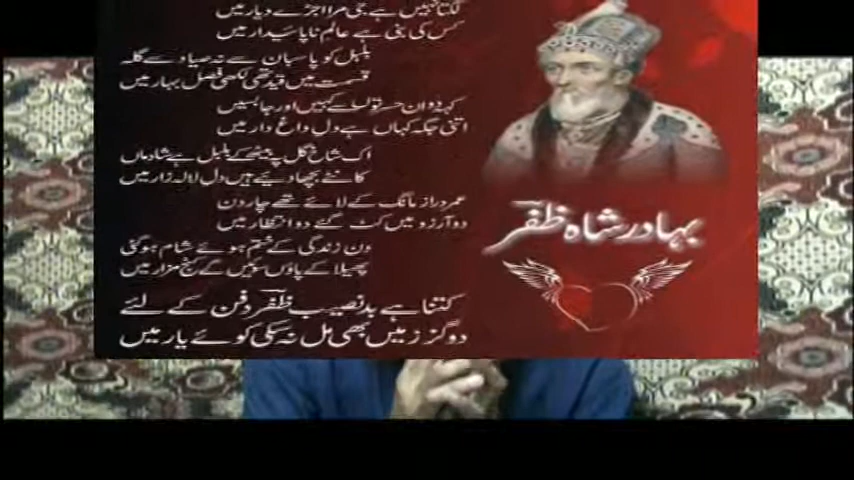 لگتا نہیں ہے جی مرا اجڑے دیار میں
کس کی بنی ہے عالم ناپائیدار میں
بلبل کو پاسبان سے نہ صیاد سے گلہ
قسمت میں قید تھی لکھی فصل بہار میں
کہہ دو ان حسرتوں سے کہیں اور جا بسیں
اتنی جگہ کہاں ہے دل داغ دار میں
اک شاخ گل پہ بیٹھ کے بلبل ہے شادماں
کانٹے بچھا دیے ہیں دل لالہ زار میں
عمر دراز مانگ کے لائے تھے چار دن
دو آرزو میں کٹ گئے دو انتظار میں
دن زندگی کے ختم ہوئے شام ہو گئی
پھیلا کے پاؤں سوئیں گے کنج مزار میں
کتنا ہے بد نصیب ظفر دفن کے لئے
دو گز زمیں بھی مل نہ سکی کوئے یار میں
بہادر شاہ ظفر